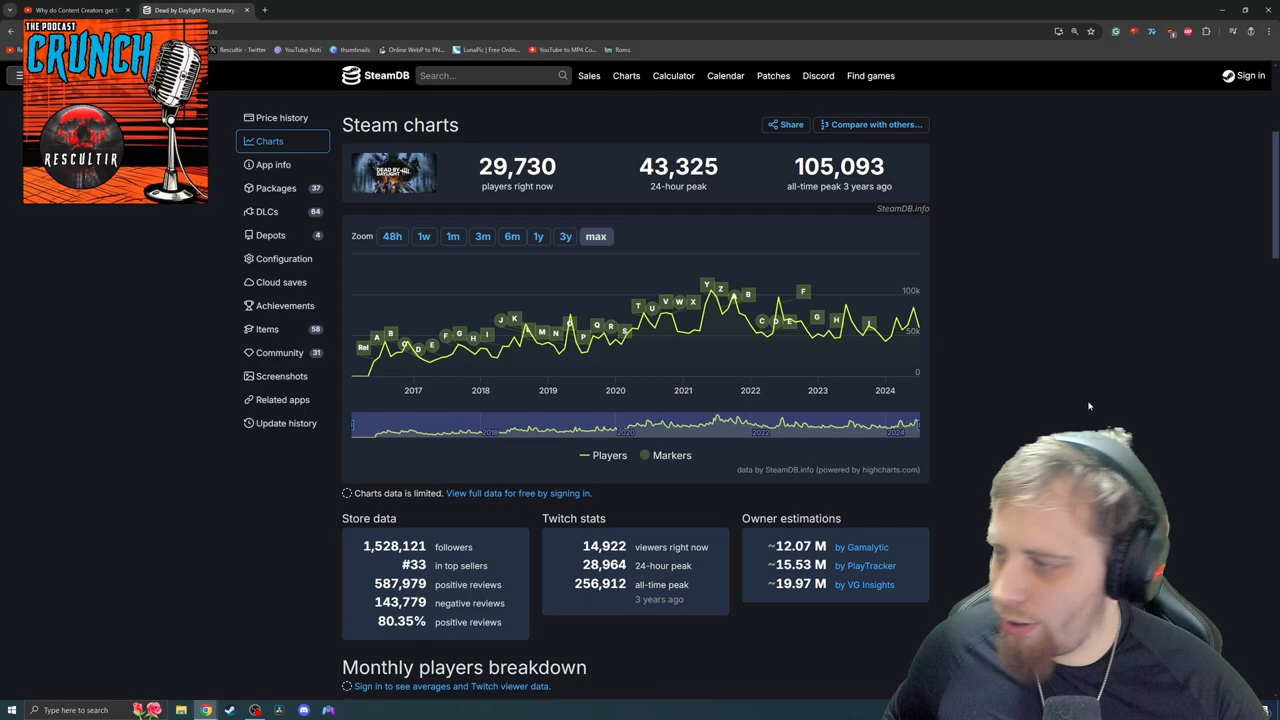 Why do Content Creators get
Dead by Daylight Price history
THE PODCAST
CRUNCH
RESCULTIR
Rescultir - Twitter
YouTube Noti
thumbnails
Online WebP to PN...
LunaPic | Free Onlin...
YouTube to MP4 Co...
Roms
SteamDB
Search...
Sales
Charts
Calculator
Calendar
Patches
Discord
Find games
Sign in
Price history
Charts
App info
Packages 37
DLCs 64
Depots 4
Configuration
Cloud saves
Achievements
Items 58
Community 31
Screenshots
Related apps
Update history
Steam charts
Share
Compare with others...
29,730
players right now
43,325
24-hour peak
105,093
all-time peak 3 years ago
SteamDB.info
Zoom 48h 1w 1m 3m 6m 1y 3y max
100k
50k
0
2017 2018 2019 2020 2021 2022 2023 2024
2018 2020 2022 2024
Players Markers
data by SteamDB.info (powered by highcharts.com)
Charts data is limited. View full data for free by signing in.
Store data
1,528,121 followers
#33 in top sellers
587,979 positive reviews
143,779 negative reviews
80.35% positive reviews
Twitch stats
14,922 viewers right now
28,964 24-hour peak
256,912 all-time peak
3 years ago
Owner estimations
~12.07 M by Gamalytic
~15.53 M by PlayTracker
~19.97 M by VG Insights
Monthly players breakdown
Sign in to see averages and Twitch viewer data.
Type here to search